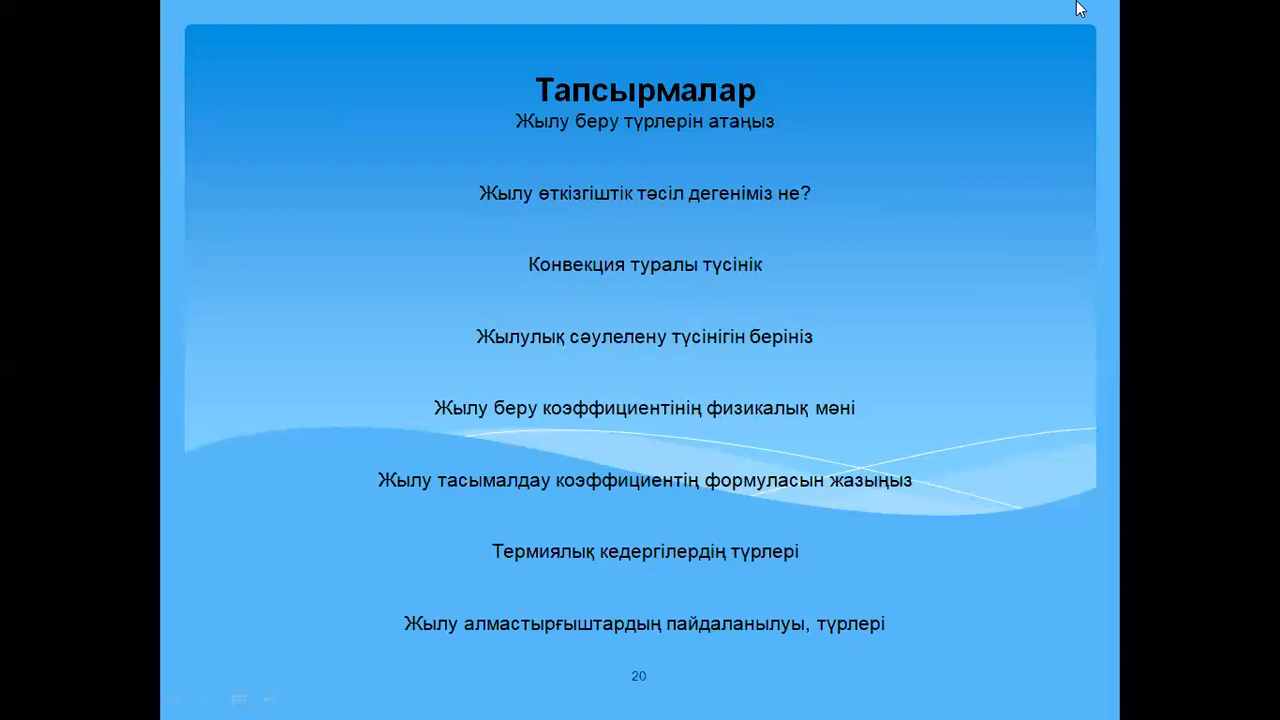 Тапсырмалар
Жылу беру түрлерін атаңыз
Жылу өткізгіштік тәсіл дегеніміз не?
Конвекция туралы түсінік
Жылулық сәулелену түсінігін берініз
Жылу беру коэффициентінің физикалық мәні
Жылу тасымалдау коэффициентің формуласын жазыңыз
Термиялық кедергілердің түрлері
Жылу алмастырғыштардың пайдаланылуы, түрлері
20